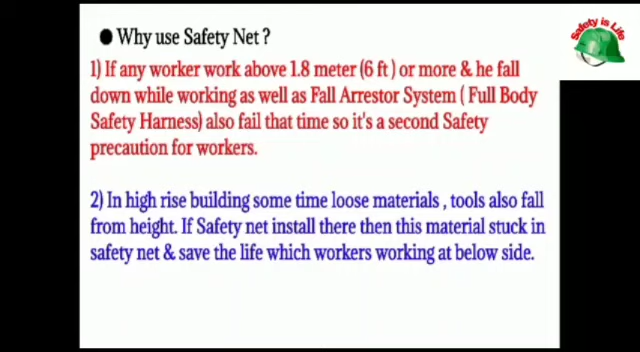 Safety is Life
● Why use Safety Net ?
1) If any worker work above 1.8 meter (6 ft ) or more & he fall
down while working as well as Fall Arrestor System ( Full Body
Safety Harness) also fail that time so it's a second Safety
precaution for workers.
2) In high rise building some time loose materials , tools also fall
from height. If Safety net install there then this material stuck in
safety net & save the life which workers working at below side.